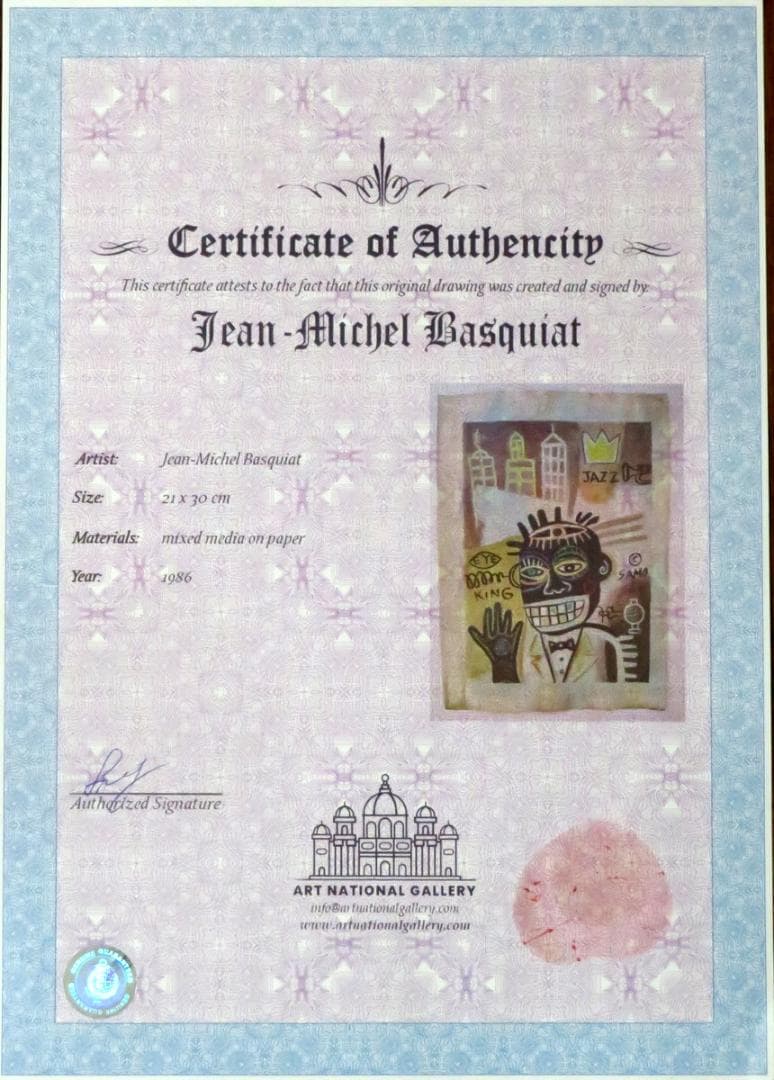 Certificate of Authencity
This certificate attests to the fact that this original drawing was created and signed by:
Jean-Michel Basquiat
Artist: Jean-Michel Basquiat
Size: 21 x 30 cm
Materials: mixed media on paper
Year: 1986
JAZZ
EYE
KING
©
SAMO
Authorized Signature
ART NATIONAL GALLERY
info@artnationalgallery.com
www.artnationalgallery.com